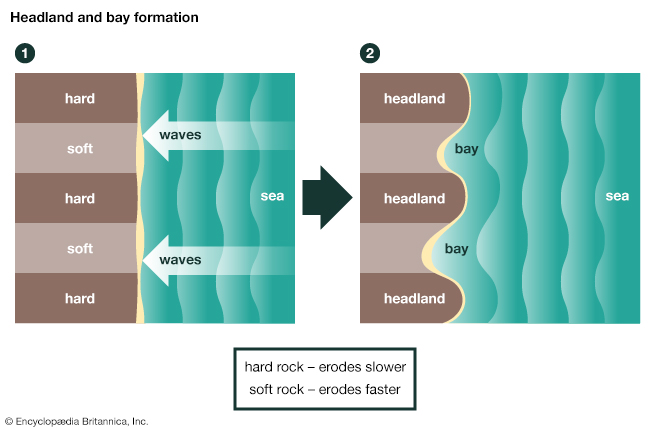 Headland and bay formation
1
2
hard
soft
hard
soft
hard
waves
waves
sea
headland
bay
headland
bay
headland
sea
hard rock – erodes slower
soft rock – erodes faster
© Encyclopædia Britannica, Inc.